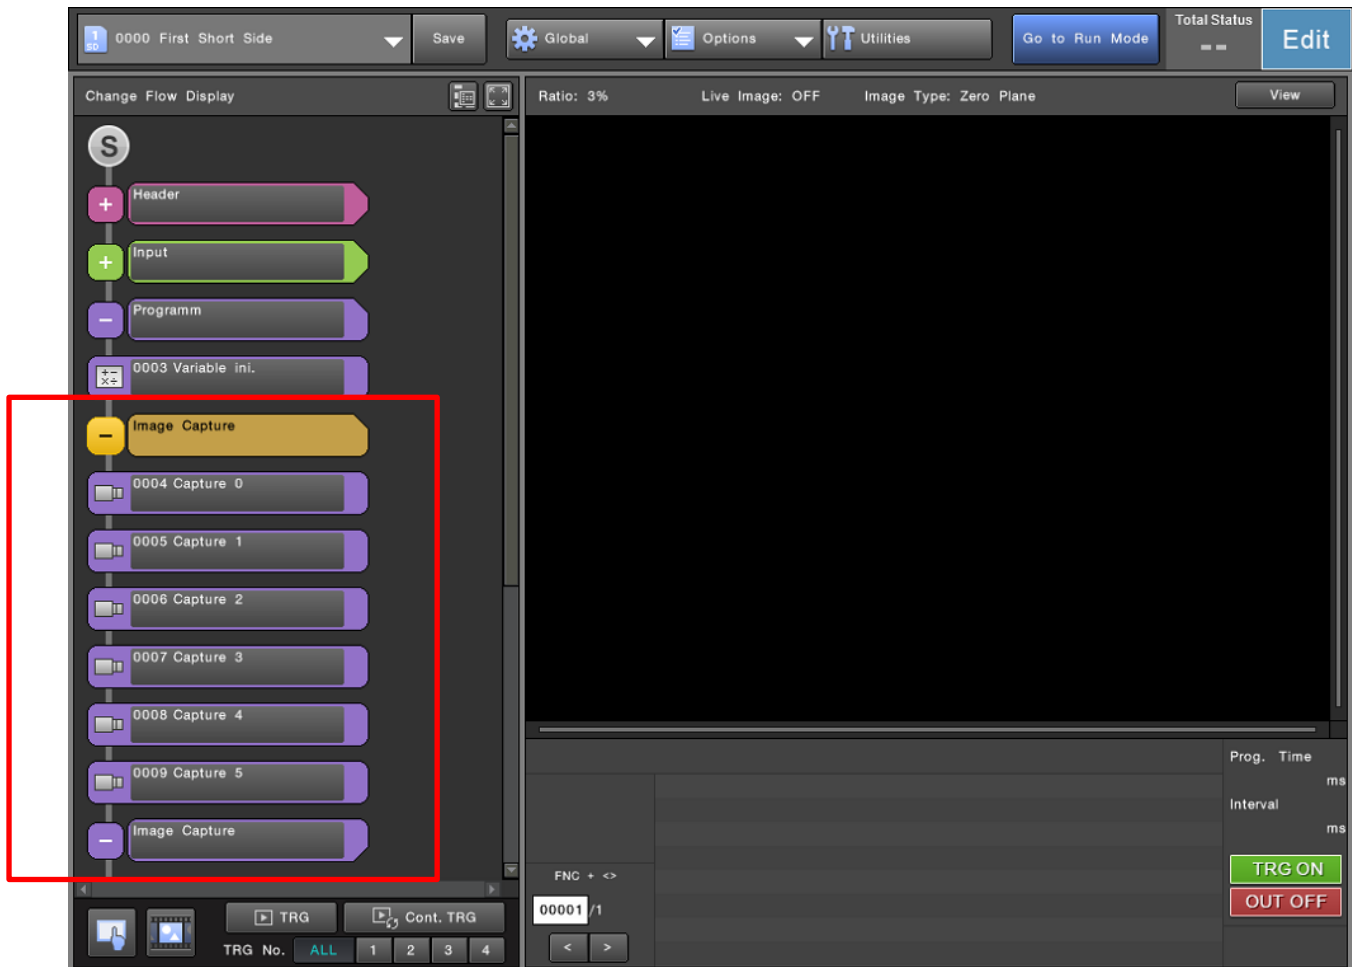 1
SD
0000 First Short Side
Save
Global
Options
Utilities
Go to Run Mode
Total Status
--
Edit
Change Flow Display
Ratio: 3%
Live Image: OFF
Image Type: Zero Plane
View
S
+ Header
+ Input
- Programm
0003 Variable ini.
- Image Capture
0004 Capture 0
0005 Capture 1
0006 Capture 2
0007 Capture 3
0008 Capture 4
0009 Capture 5
- Image Capture
Prog. Time
ms
Interval
ms
TRG ON
OUT OFF
FNC + <>
00001 /1
< >
TRG
Cont. TRG
TRG No. ALL 1 2 3 4